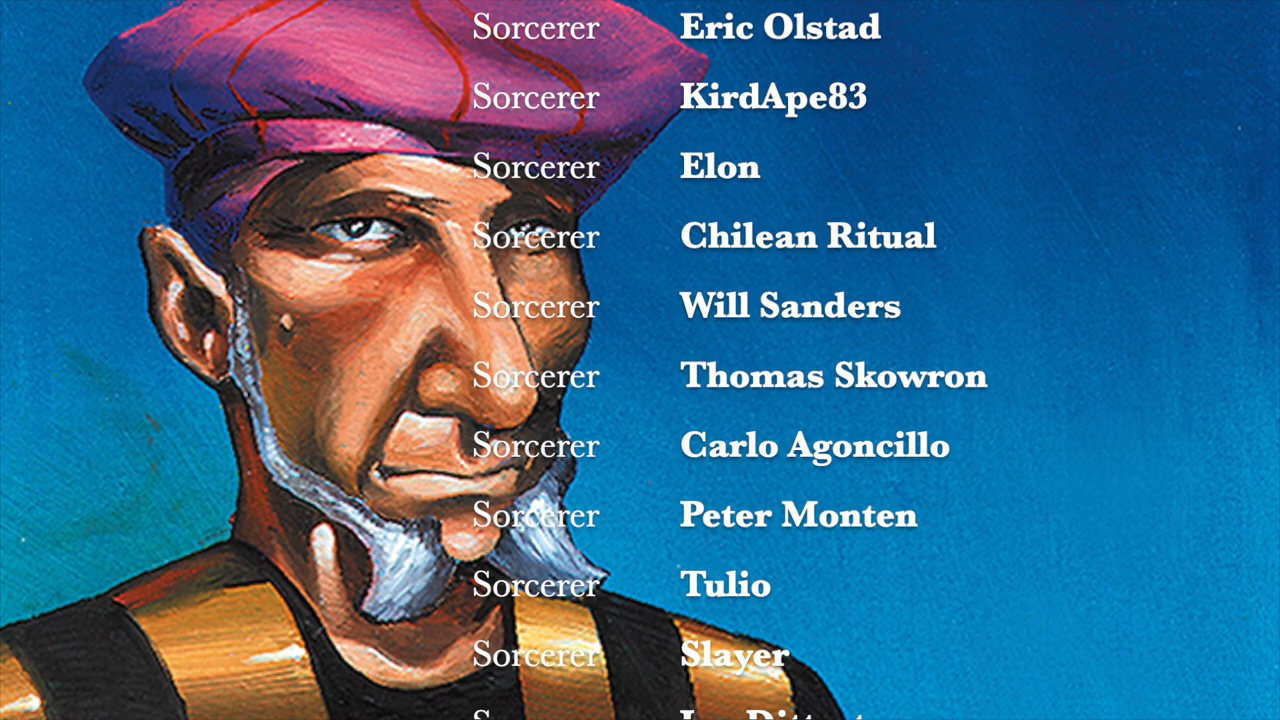 Sorcerer Eric Olstad
Sorcerer KirdApe83
Sorcerer Elon
Sorcerer Chilean Ritual
Sorcerer Will Sanders
Sorcerer Thomas Skowron
Sorcerer Carlo Agoncillo
Sorcerer Peter Monten
Sorcerer Tulio
Sorcerer Slayer